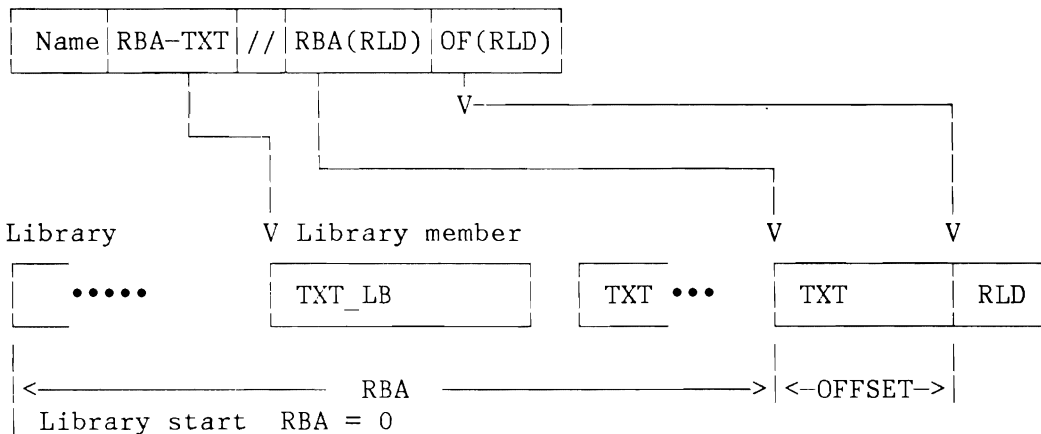 Name RBA-TXT // RBA(RLD) OF(RLD)
V
Library V Library member V V
••••• TXT_LB TXT ••• TXT RLD
<— RBA —> <-OFFSET->
Library start RBA = 0